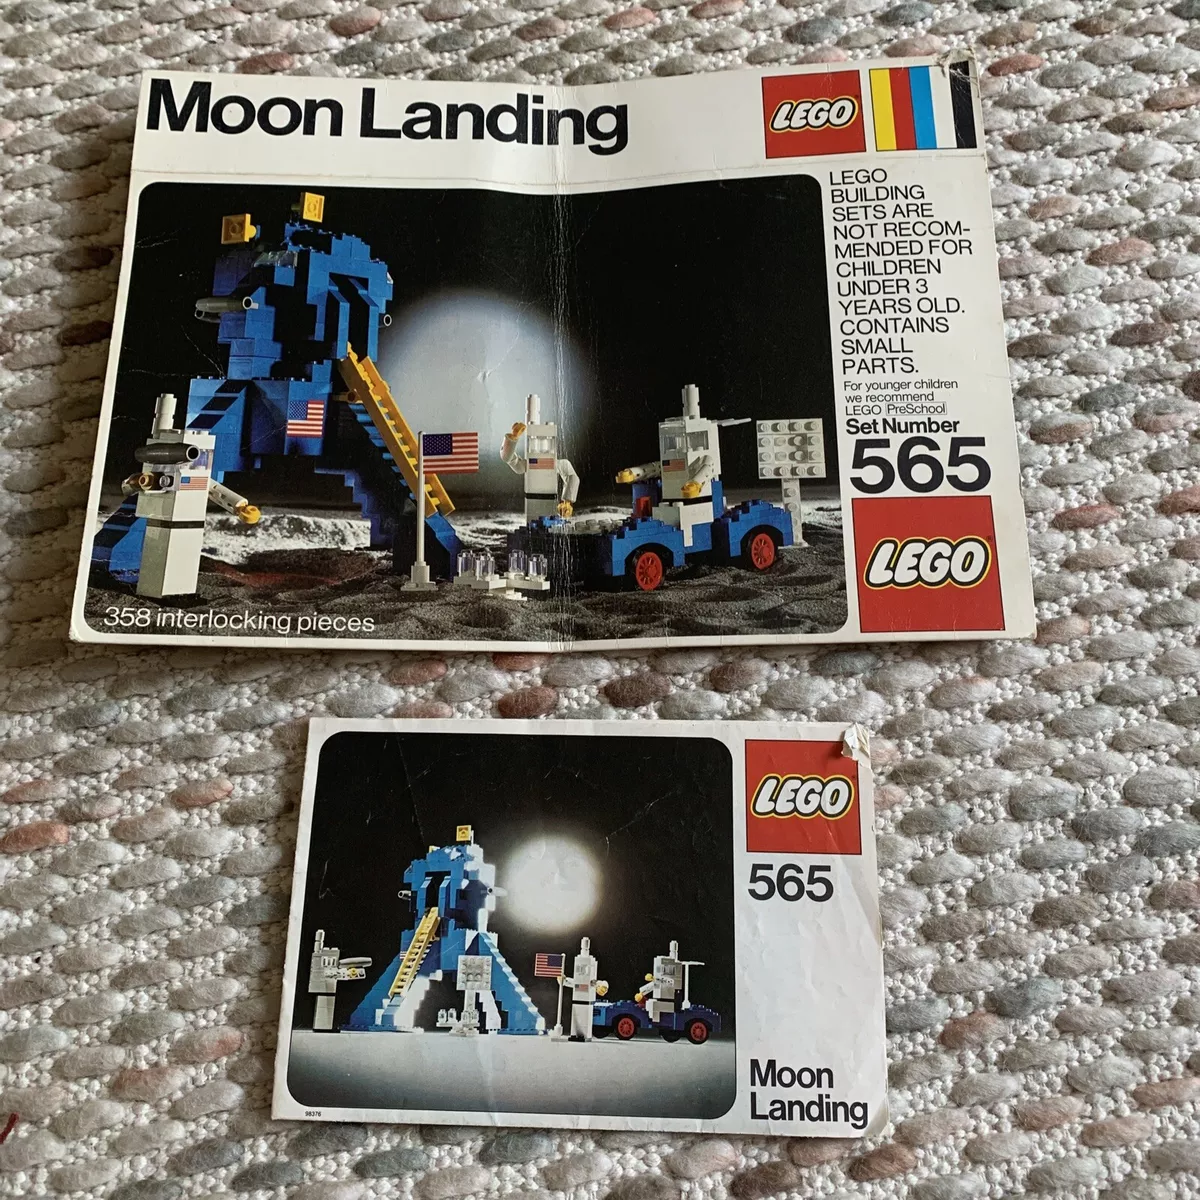 Moon Landing
LEGO
LEGO
BUILDING
SETS ARE
NOT RECOM-
MENDED FOR
CHILDREN
UNDER 3
YEARS OLD.
CONTAINS
SMALL
PARTS.
For younger children
we recommend
LEGO PreSchool
Set Number
565
LEGO
358 interlocking pieces
LEGO
565
Moon
Landing
98376